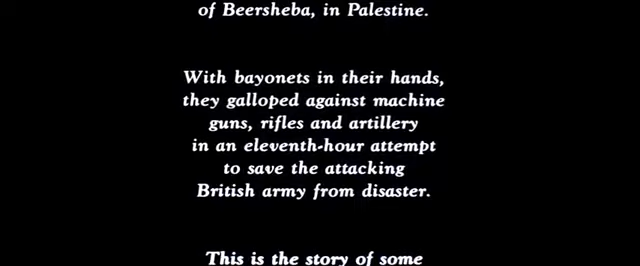 of Beersheba, in Palestine.
With bayonets in their hands,
they galloped against machine
guns, rifles and artillery
in an eleventh-hour attempt
to save the attacking
British army from disaster.
This is the story of some